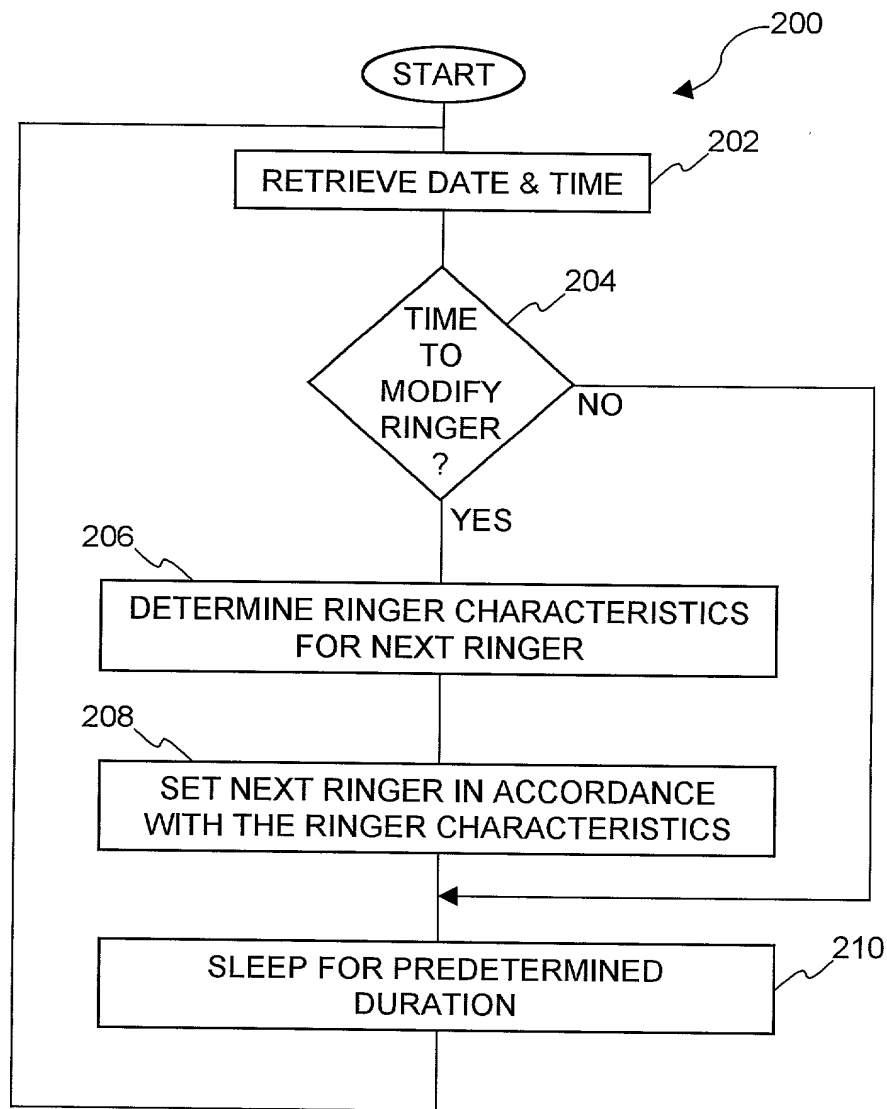 200
START
202
RETRIEVE DATE & TIME
204
TIME
TO
MODIFY
RINGER
?
NO
YES
206
DETERMINE RINGER CHARACTERISTICS
FOR NEXT RINGER
208
SET NEXT RINGER IN ACCORDANCE
WITH THE RINGER CHARACTERISTICS
210
SLEEP FOR PREDETERMINED
DURATION